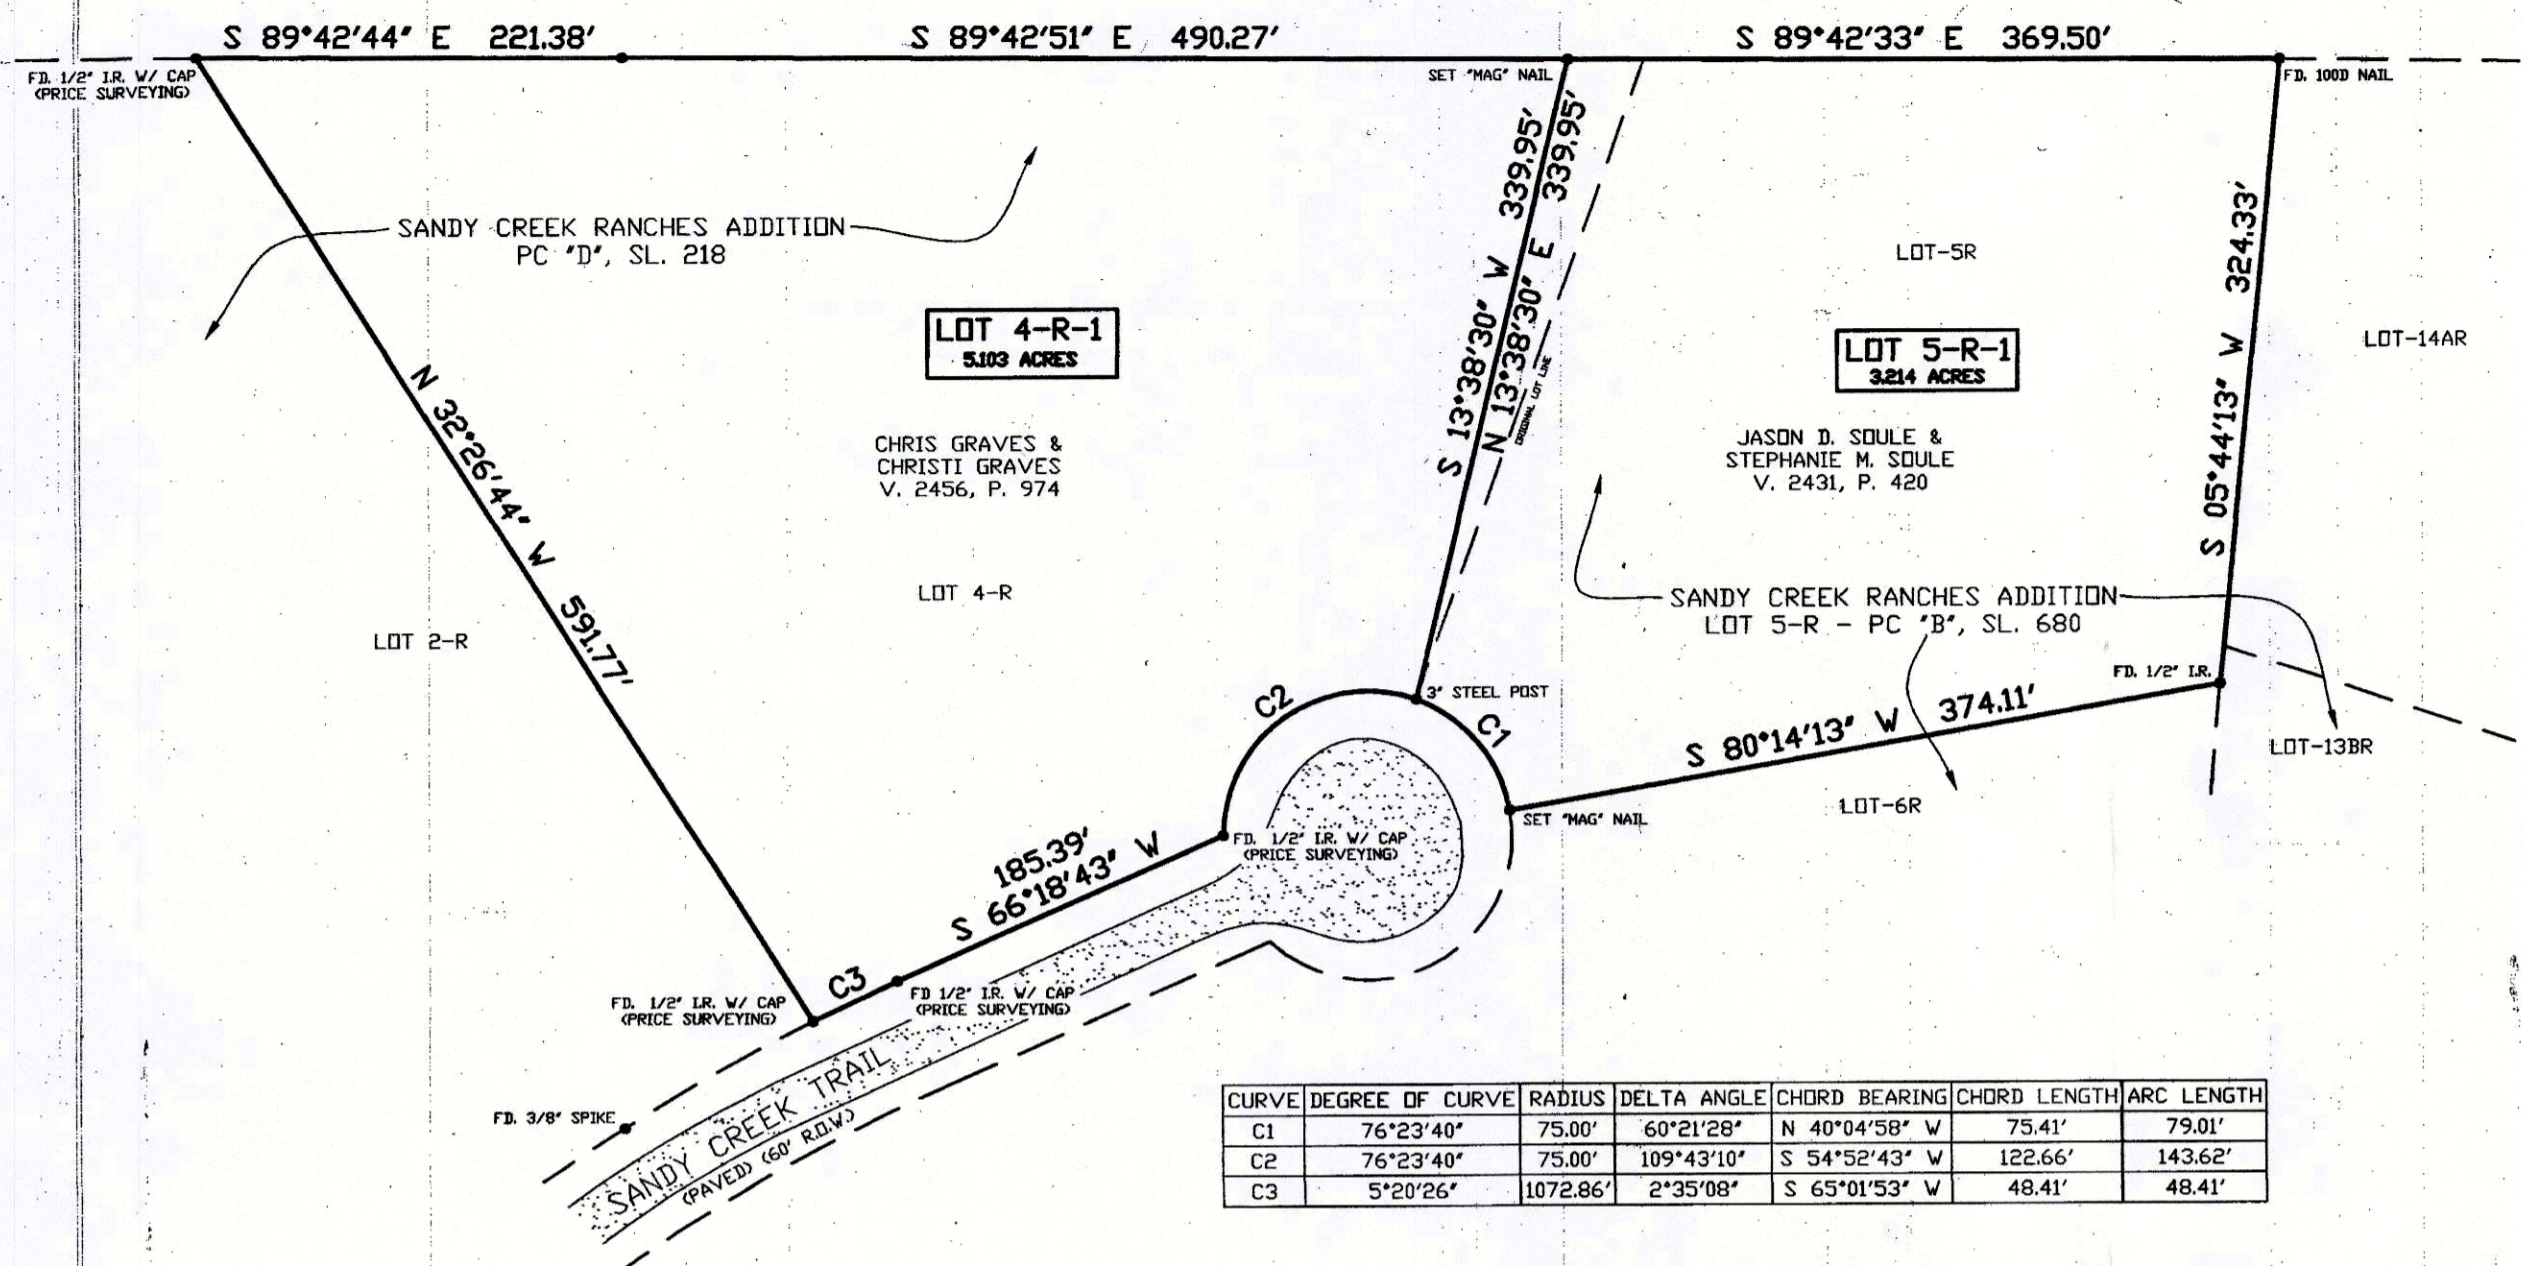 S 89°42'44" E 221.38'
S 89°42'51" E 490.27'
S 89°42'33" E 369.50'
FD. 1/2" I.R. W/ CAP
(PRICE SURVEYING)
SET "MAG" NAIL
FD. 100D NAIL
SANDY CREEK RANCHES ADDITION
PC "D", SL. 218
S 13°38'30" W 339.95'
N 13°38'30" E 339.95'
ORIGINAL LOT LINE
LOT-5R
S 05°44'13" W 324.33'
LOT 4-R-1
5.103 ACRES
LOT 5-R-1
3.214 ACRES
LOT-14AR
N 32°26'44" W 591.77'
CHRIS GRAVES &
CHRISTI GRAVES
V. 2456, P. 974
JASON D. SOULE &
STEPHANIE M. SOULE
V. 2431, P. 420
LOT 4-R
LOT 2-R
SANDY CREEK RANCHES ADDITION
LOT 5-R - PC "B", SL. 680
FD. 1/2" I.R.
C2
3" STEEL POST
C1
S 80°14'13" W 374.11'
LOT-13BR
LOT-6R
SET "MAG" NAIL
FD. 1/2" I.R. W/ CAP
(PRICE SURVEYING)
185.39'
S 66°18'43" W
C3
FD. 1/2" I.R. W/ CAP
(PRICE SURVEYING)
FD 1/2" I.R. W/ CAP
(PRICE SURVEYING)
FD. 3/8" SPIKE
SANDY CREEK TRAIL
(PAVED) (60' R.O.W.)
CURVE DEGREE OF CURVE RADIUS DELTA ANGLE CHORD BEARING CHORD LENGTH ARC LENGTH
C1 76°23'40" 75.00' 60°21'28" N 40°04'58" W 75.41' 79.01'
C2 76°23'40" 75.00' 109°43'10" S 54°52'43" W 122.66' 143.62'
C3 5°20'26" 1072.86' 2°35'08" S 65°01'53" W 48.41' 48.41'